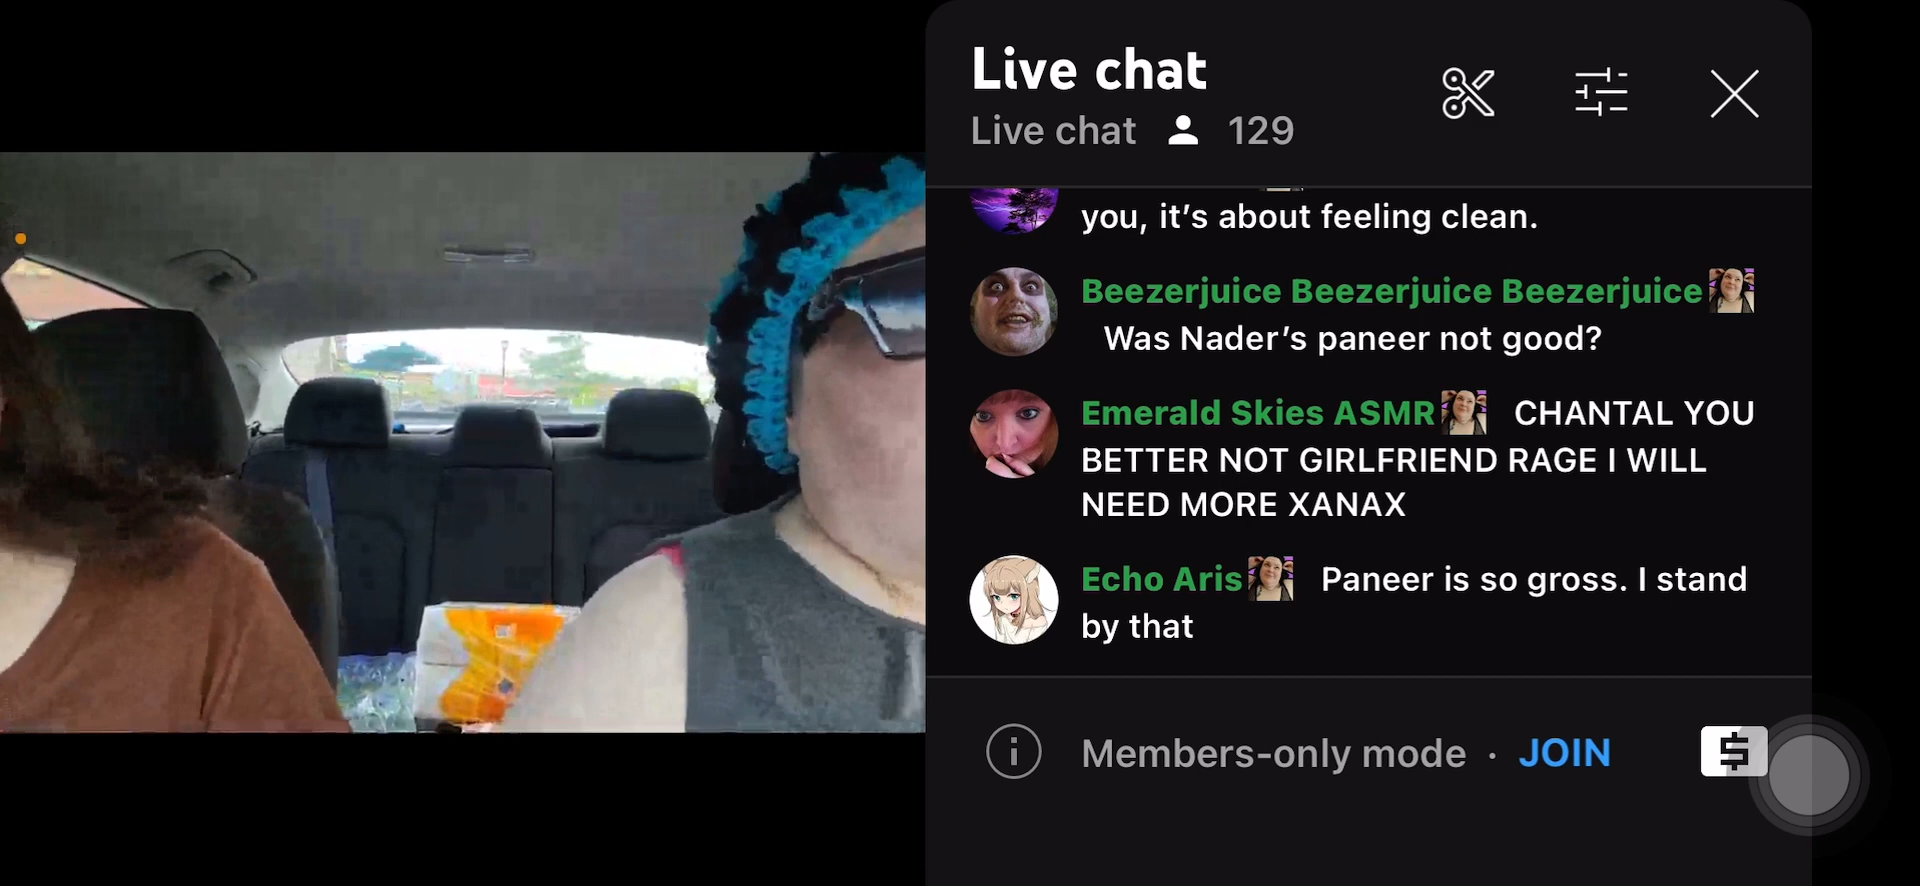 Live chat
Live chat 129
you, it’s about feeling clean.
Beezerjuice Beezerjuice Beezerjuice
Was Nader’s paneer not good?
Emerald Skies ASMR CHANTAL YOU
BETTER NOT GIRLFRIEND RAGE I WILL
NEED MORE XANAX
Echo Aris Paneer is so gross. I stand
by that
Members-only mode · JOIN
$